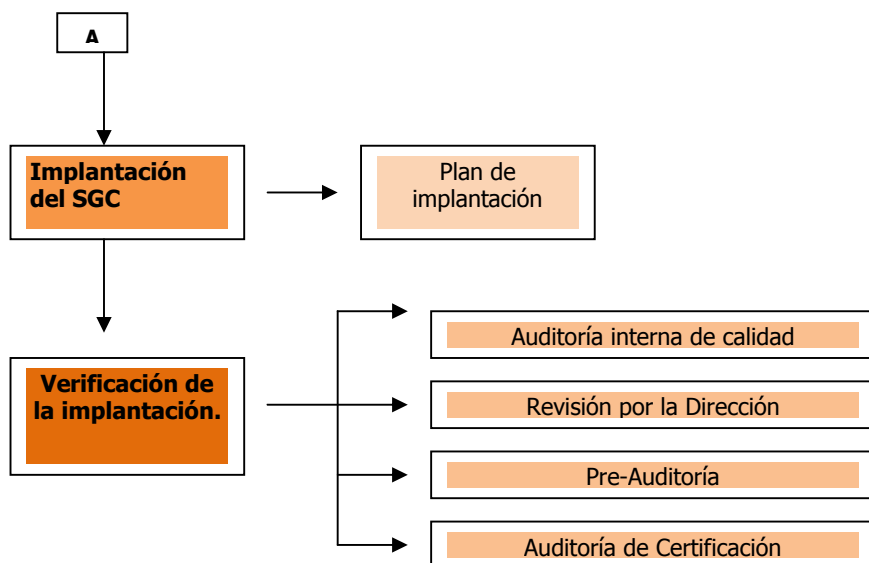 A
Implantación
del SGC
Plan de
implantación
Auditoría interna de calidad
Verificación de
la implantación.
Revisión por la Dirección
Pre-Auditoría
Auditoría de Certificación